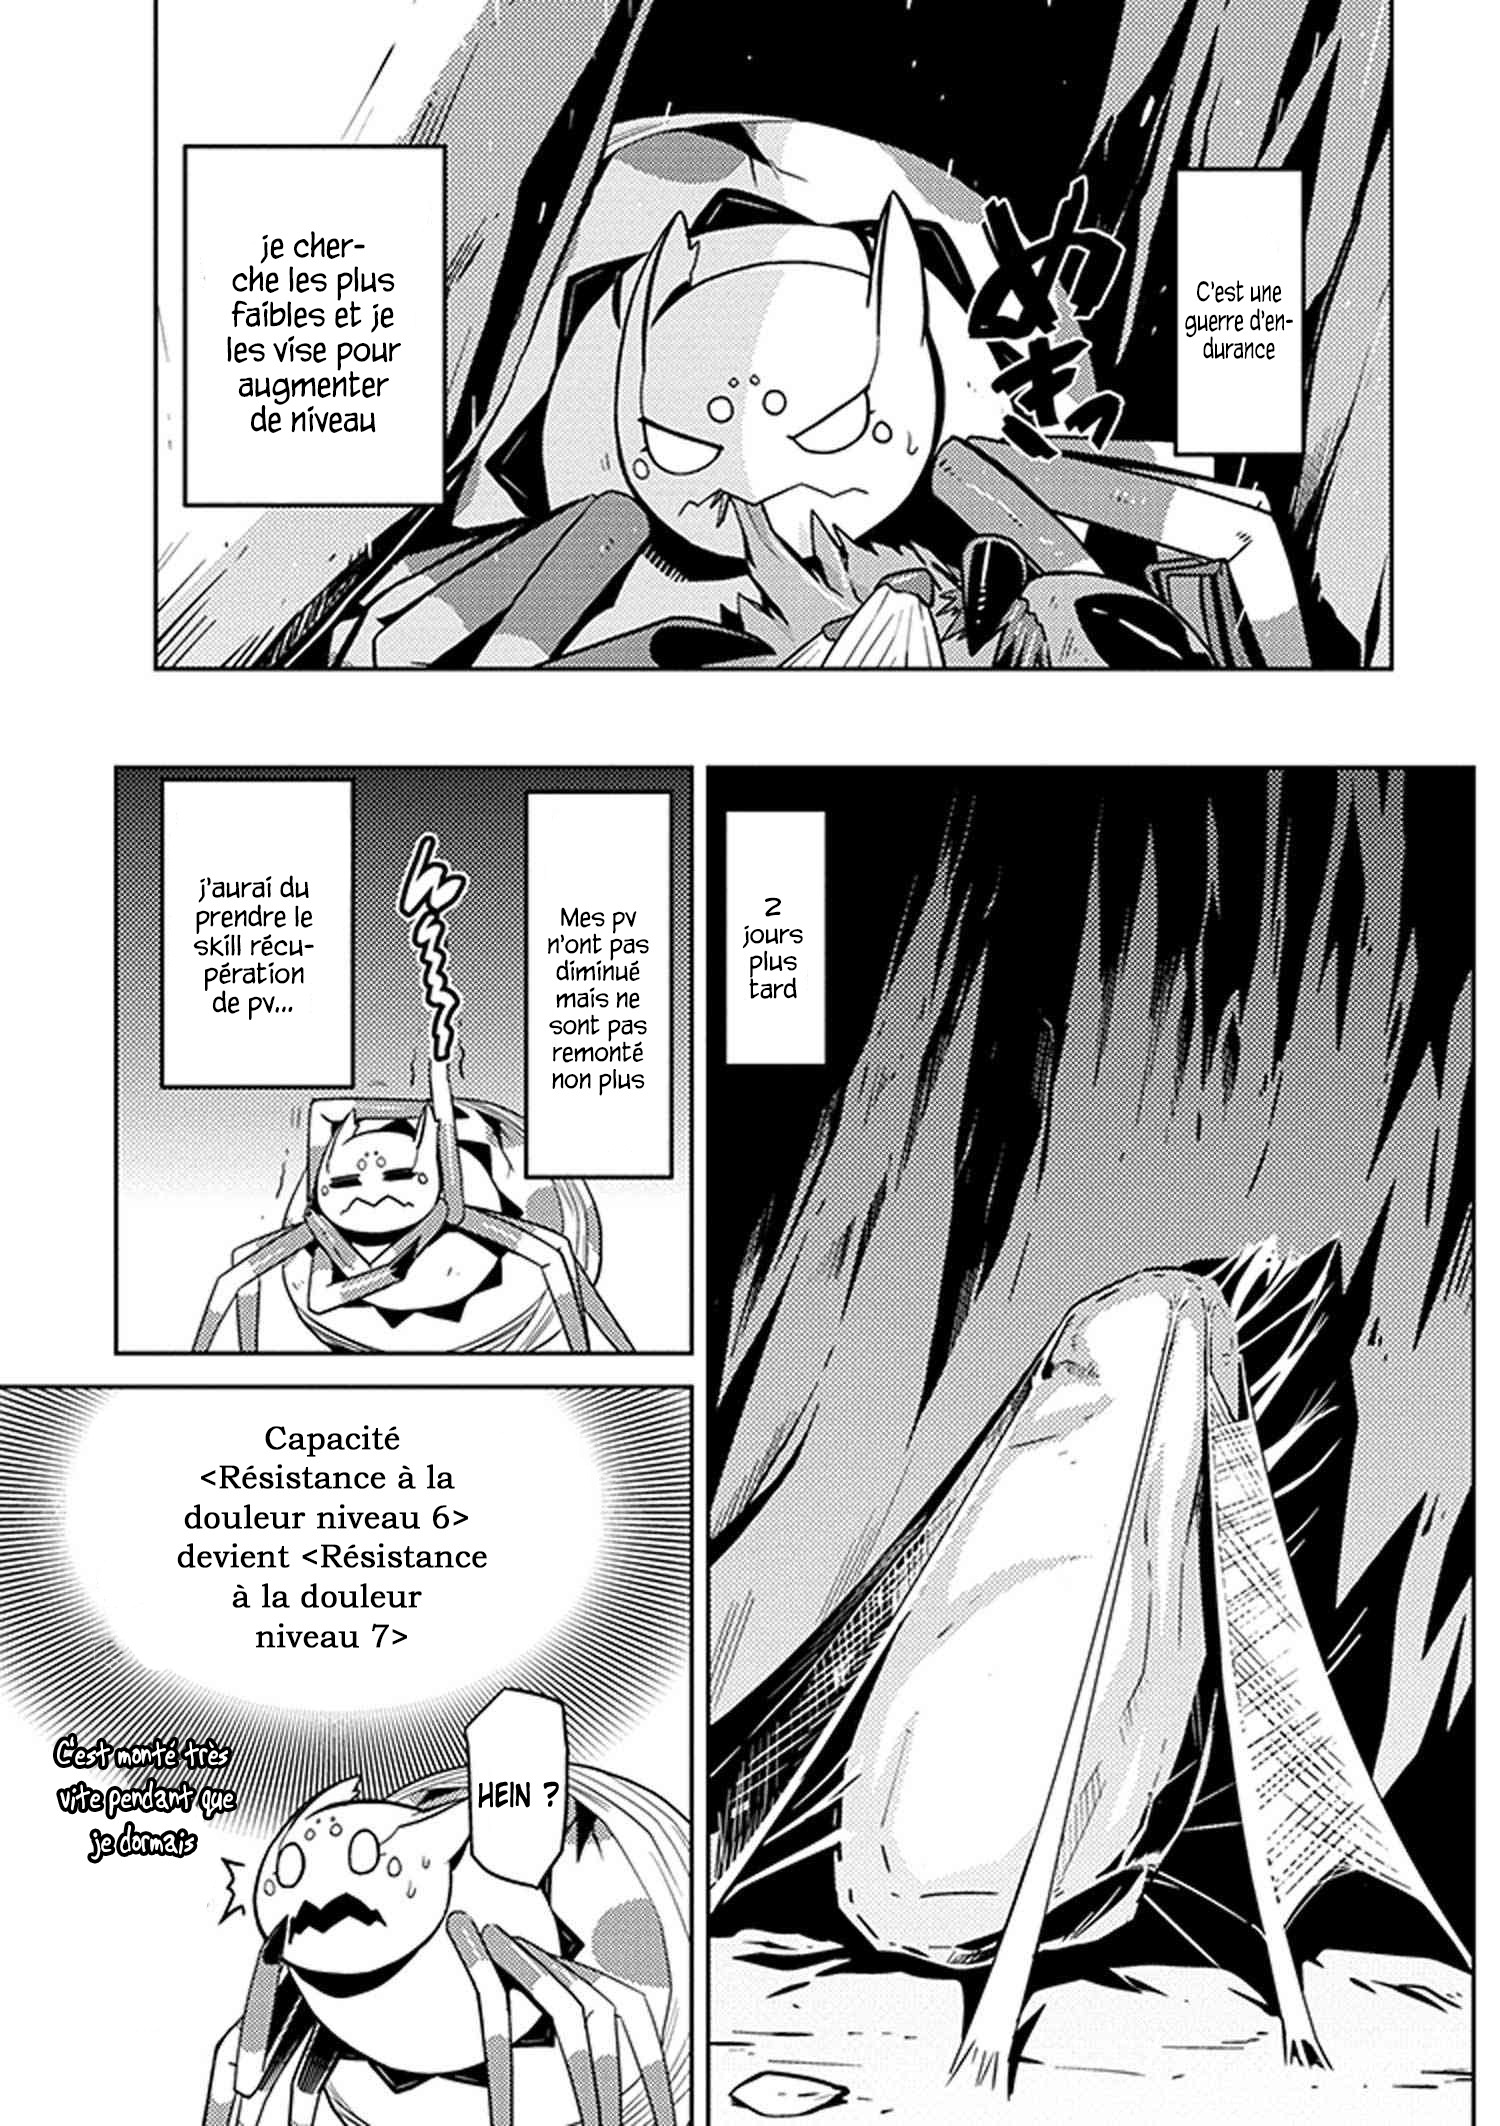 C'est une
guerre d'en-
durance
めきっ
je cher-
che les plus
faibles et je
les vise pour
augmenter
de niveau
2
jours
plus
tard
Mes pv
n'ont pas
diminué
mais ne
sont pas
remonté
non plus
j'aurai du
prendre le
skill récu-
pération
de pv...
Capacité
<Résistance à la
douleur niveau 6>
devient <Résistance
à la douleur
niveau 7>
HEIN ?
C'est monté très
vite pendant que
je dormais